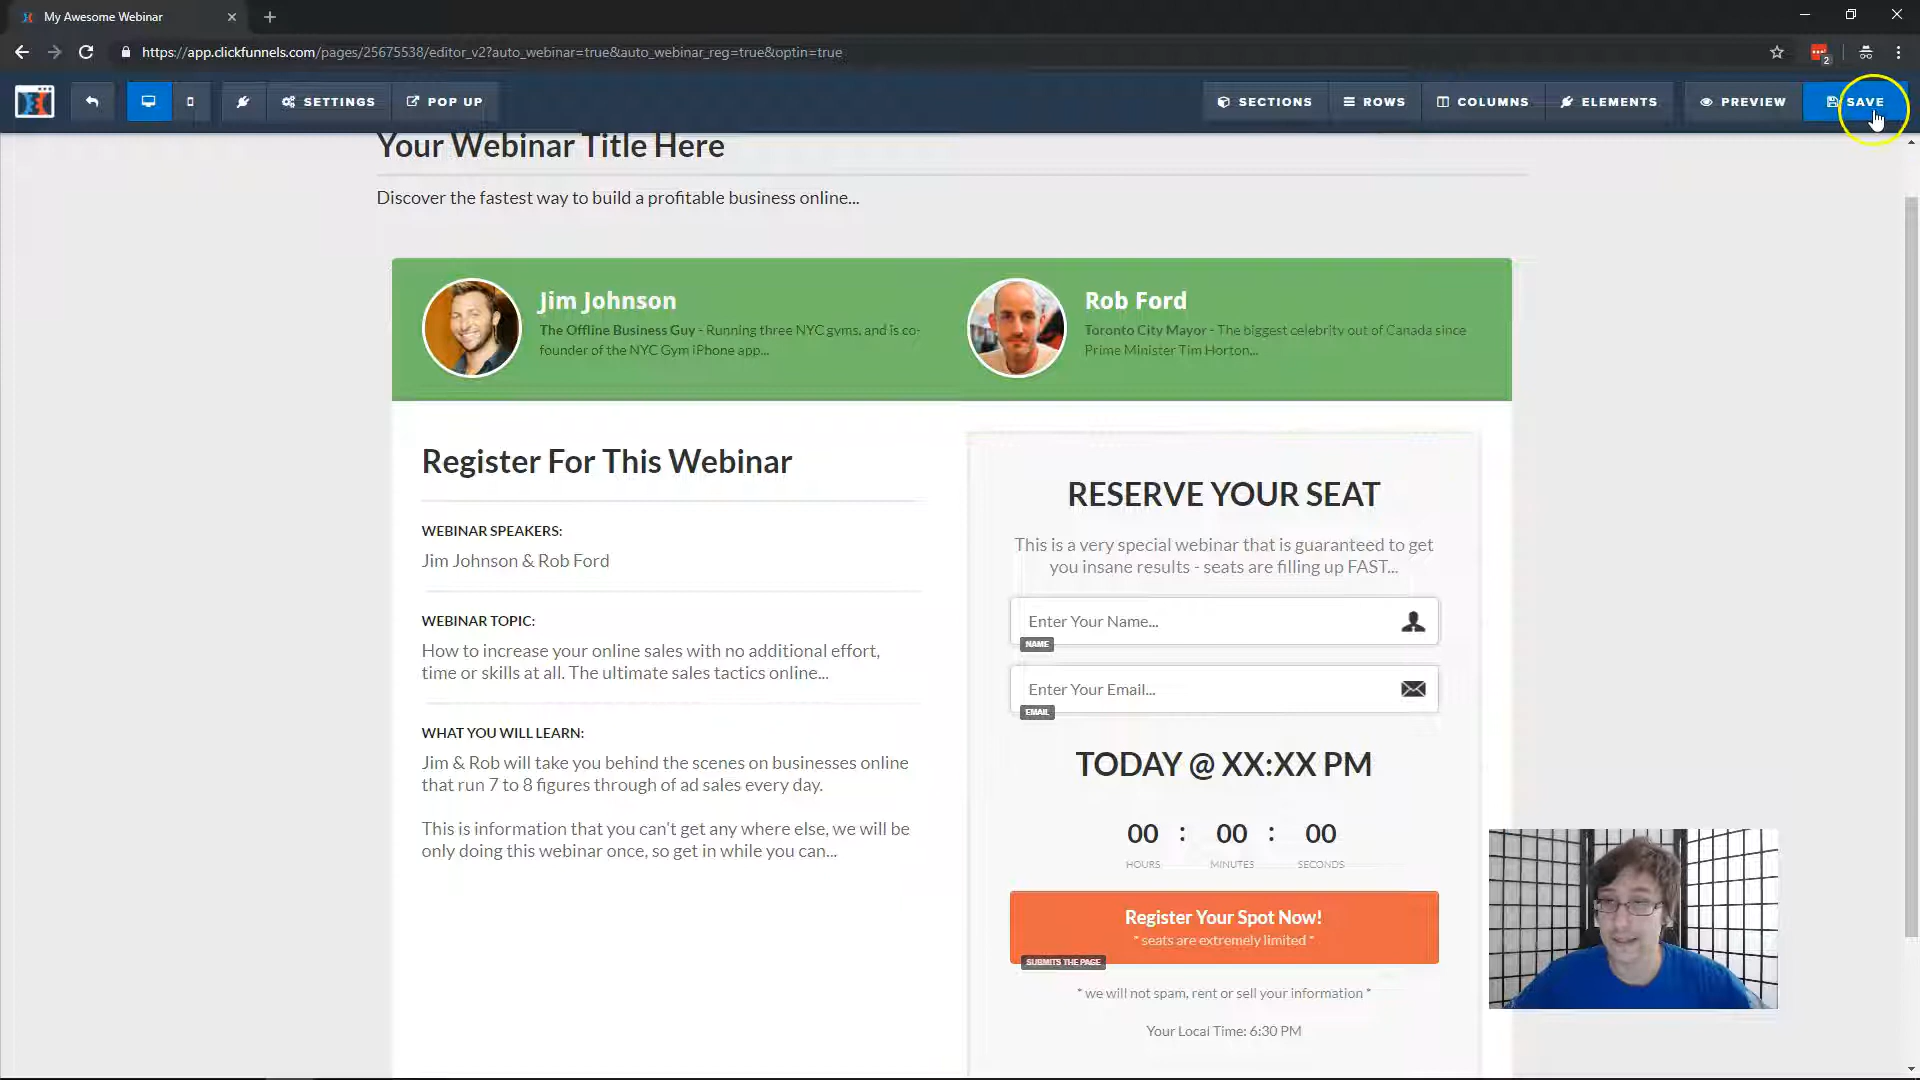 My Awesome Webinar
https://app.clickfunnels.com/pages/25675538/editor_v2?auto_webinar=true&auto_webinar_reg=true&optin=true
2
SETTINGS
POP UP
SECTIONS
ROWS
COLUMNS
ELEMENTS
PREVIEW
SAVE
Your Webinar Title Here
Discover the fastest way to build a profitable business online...
Jim Johnson
The Offline Business Guy - Running three NYC gyms, and is co-
founder of the NYC Gym iPhone app...
Rob Ford
Toronto City Mayor - The biggest celebrity out of Canada since
Prime Minister Tim Horton...
Register For This Webinar
WEBINAR SPEAKERS:
Jim Johnson & Rob Ford
WEBINAR TOPIC:
How to increase your online sales with no additional effort,
time or skills at all. The ultimate sales tactics online...
WHAT YOU WILL LEARN:
Jim & Rob will take you behind the scenes on businesses online
that run 7 to 8 figures through of ad sales every day.
This is information that you can't get any where else, we will be
only doing this webinar once, so get in while you can...
RESERVE YOUR SEAT
This is a very special webinar that is guaranteed to get
you insane results - seats are filling up FAST...
Enter Your Name...
NAME
Enter Your Email...
EMAIL
TODAY @ XX:XX PM
00 : 00 : 00
HOURS MINUTES SECONDS
Register Your Spot Now!
* seats are extremely limited *
SUBMITS THE PAGE
* we will not spam, rent or sell your information *
Your Local Time: 6:30 PM